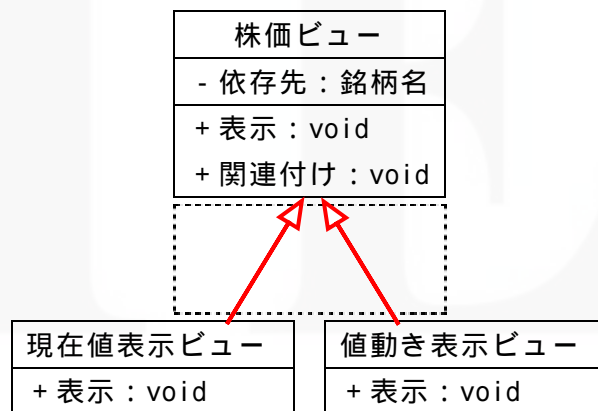 株価ビュー
- 依存先：銘柄名
+ 表示：void
+ 関連付け：void
現在値表示ビュー
+ 表示：void
値動き表示ビュー
+ 表示：void